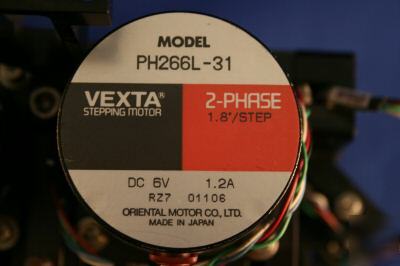 MODEL
PH266L-31
VEXTA® 2-PHASE
STEPPING MOTOR 1.8°/STEP
DC 6V 1.2A
RZ7 01106
ORIENTAL MOTOR CO., LTD.
MADE IN JAPAN